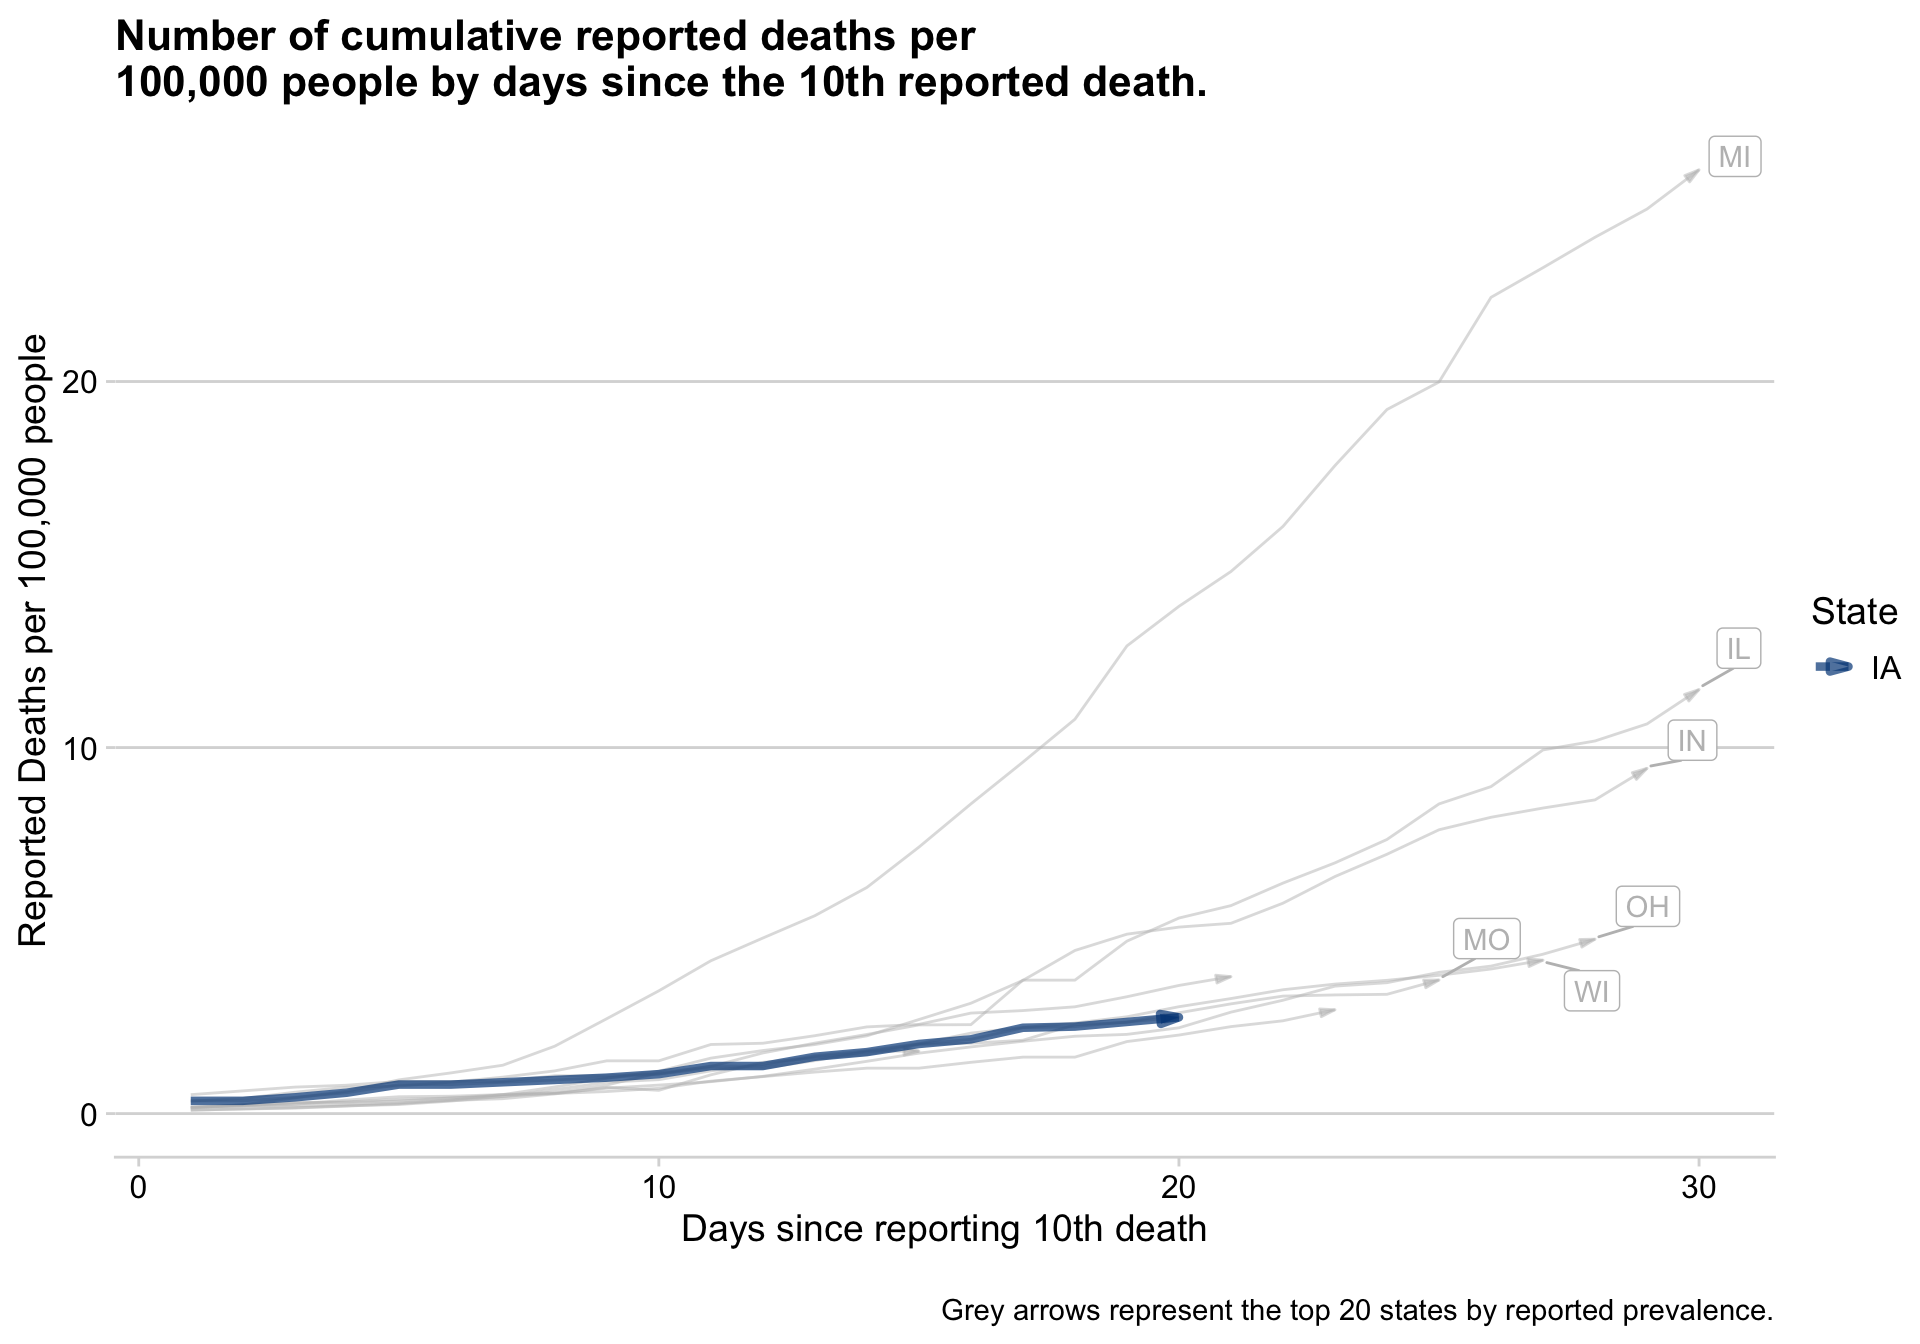 Number of cumulative reported deaths per
100,000 people by days since the 10th reported death.
Reported Deaths per 100,000 people
20
10
0
MI
IL
IN
OH
MO
WI
State
IA
0
10
20
30
Days since reporting 10th death
Grey arrows represent the top 20 states by reported prevalence.